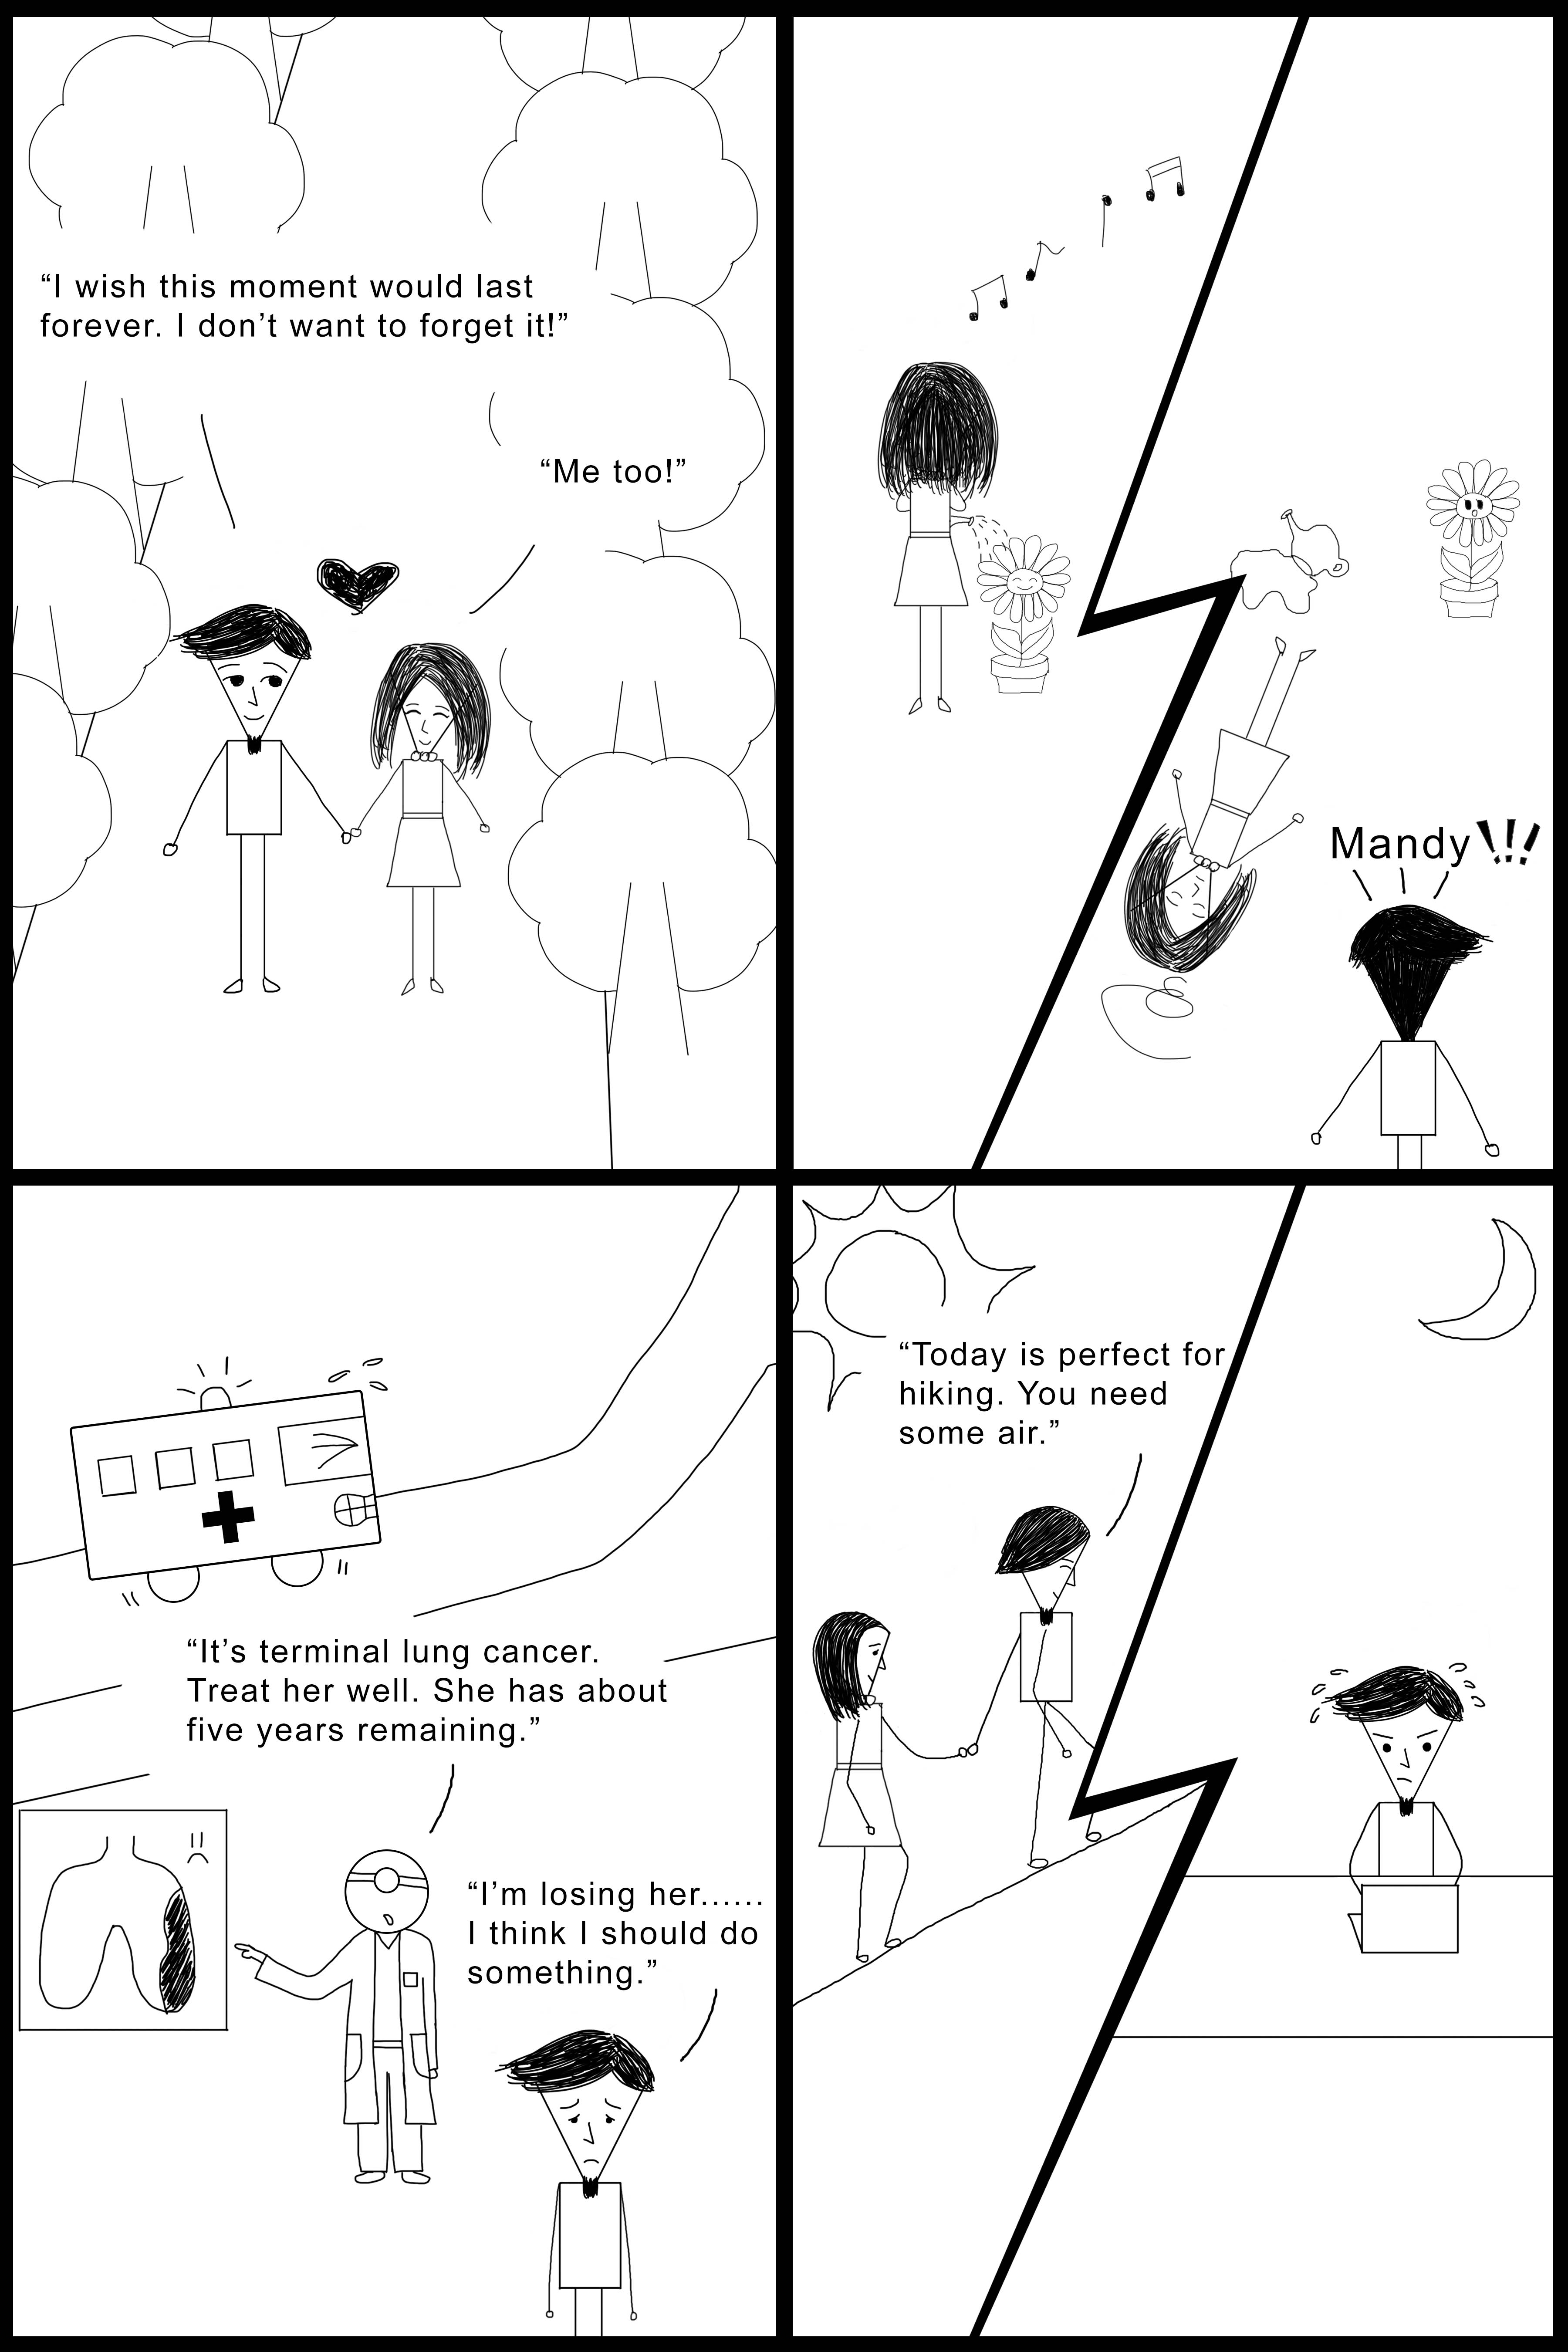 “I wish this moment would last
forever. I don’t want to forget it!”
“Me too!”
Mandy!!!
“It’s terminal lung cancer.
Treat her well. She has about
five years remaining.”
“I’m losing her......
I think I should do
something.”
“Today is perfect for
hiking. You need
some air.”